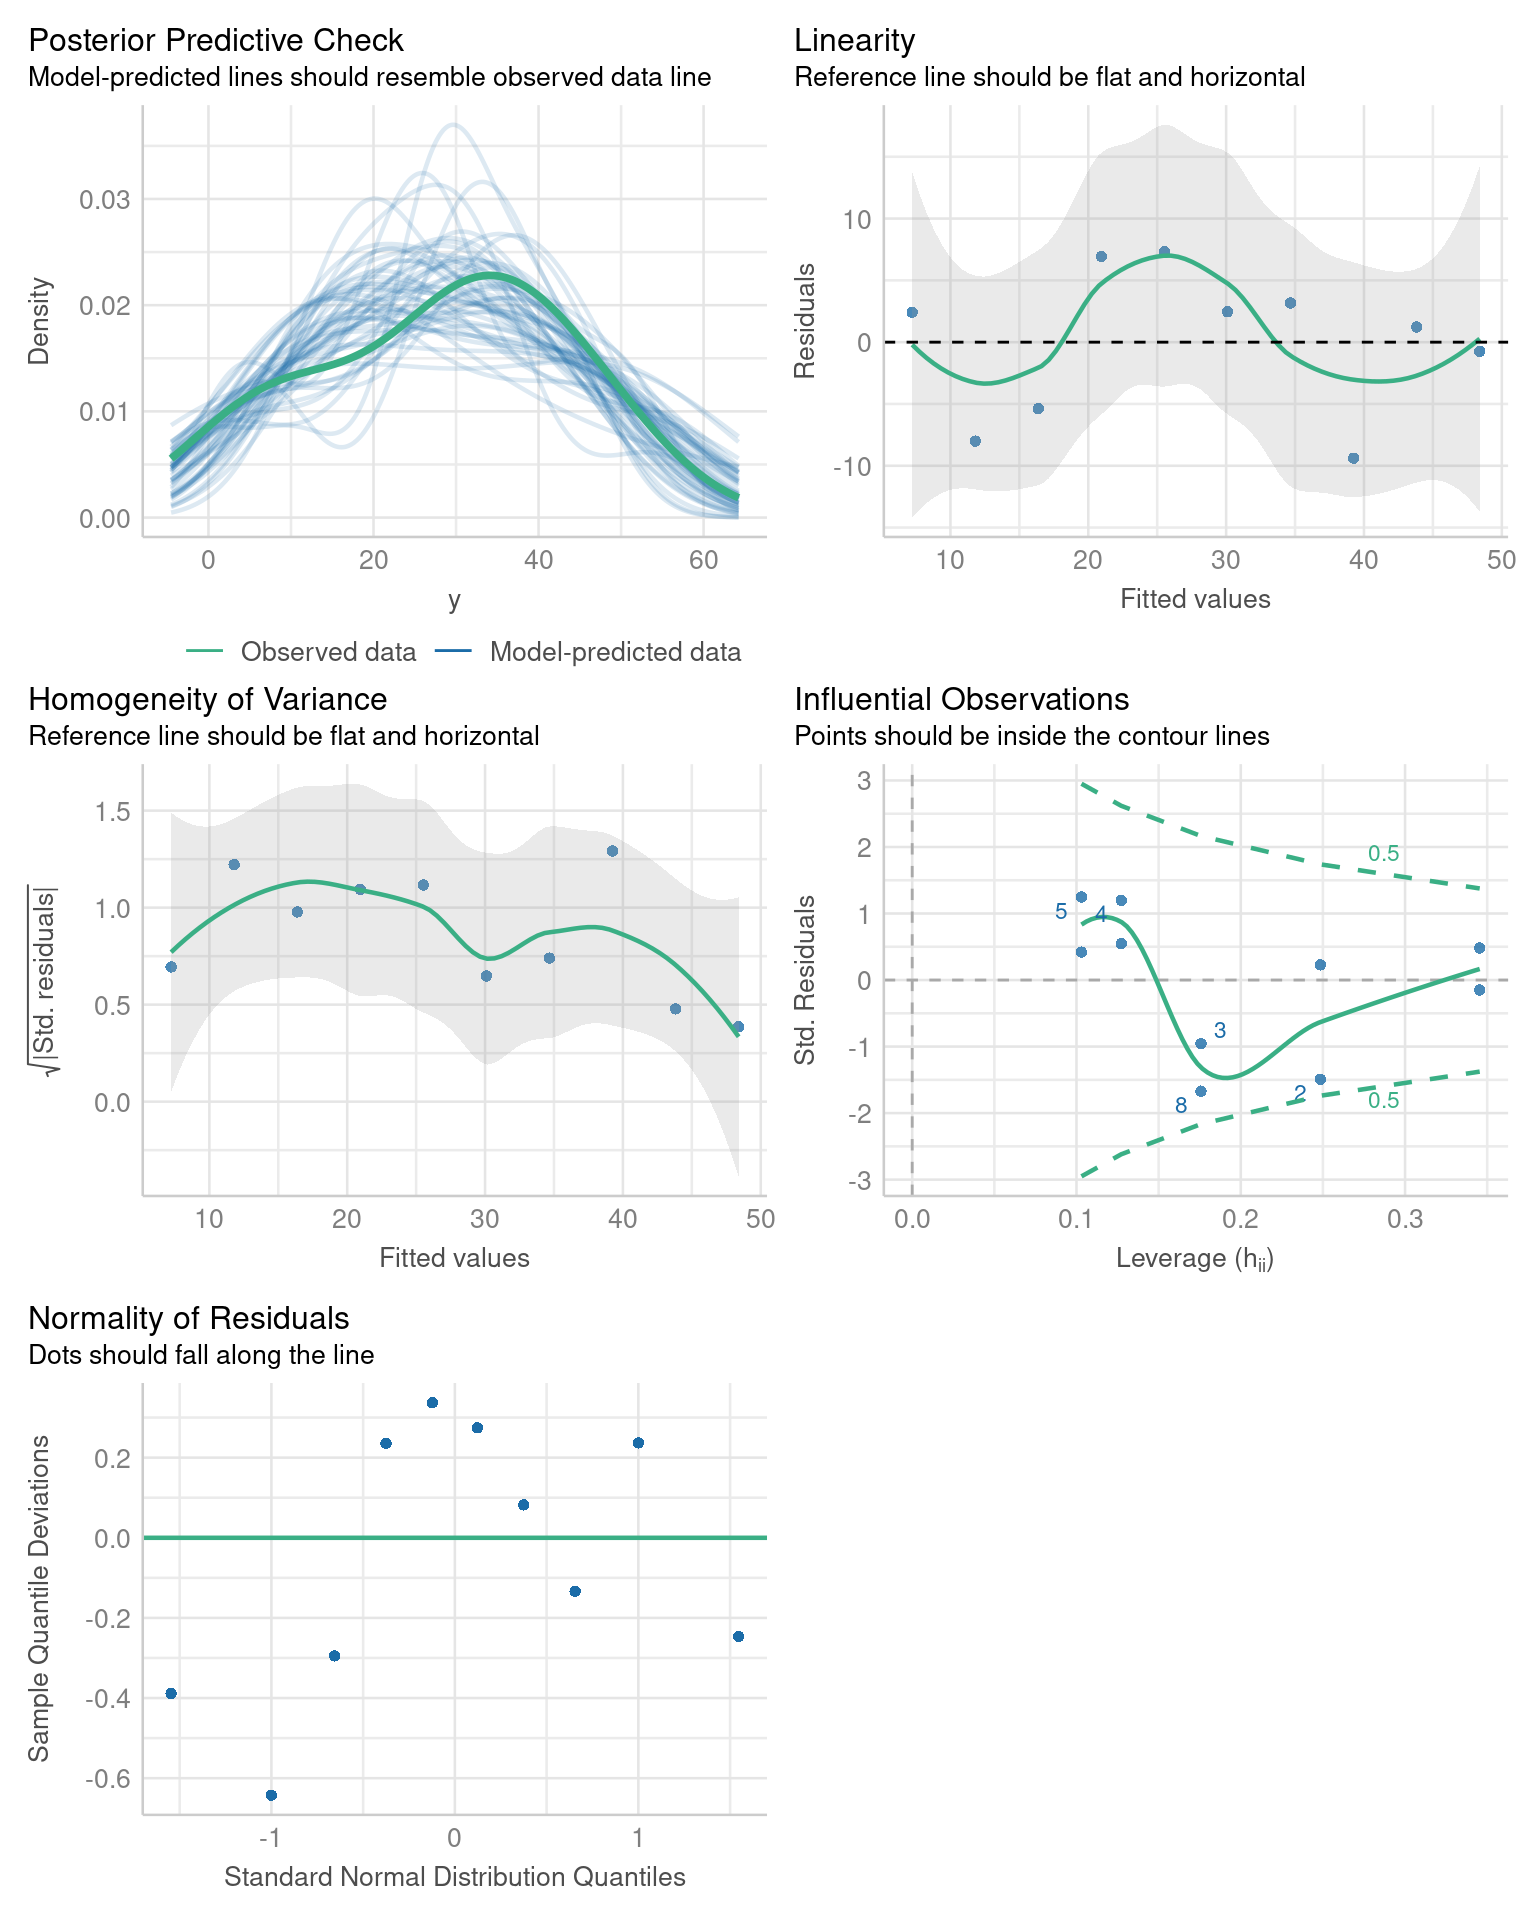 Posterior Predictive Check
Model-predicted lines should resemble observed data line
Density
0.03
0.02
0.01
0.00
0 20 40 60
y
Observed data Model-predicted data
Linearity
Reference line should be flat and horizontal
Residuals
10
0
-10
10 20 30 40 50
Fitted values
Homogeneity of Variance
Reference line should be flat and horizontal
√|Std. residuals|
1.5
1.0
0.5
0.0
10 20 30 40 50
Fitted values
Influential Observations
Points should be inside the contour lines
Std. Residuals
3
2
1
0
-1
-2
-3
0.5
5 4
3
2
8
0.5
0.0 0.1 0.2 0.3
Leverage (hii)
Normality of Residuals
Dots should fall along the line
Sample Quantile Deviations
0.2
0.0
-0.2
-0.4
-0.6
-1 0 1
Standard Normal Distribution Quantiles